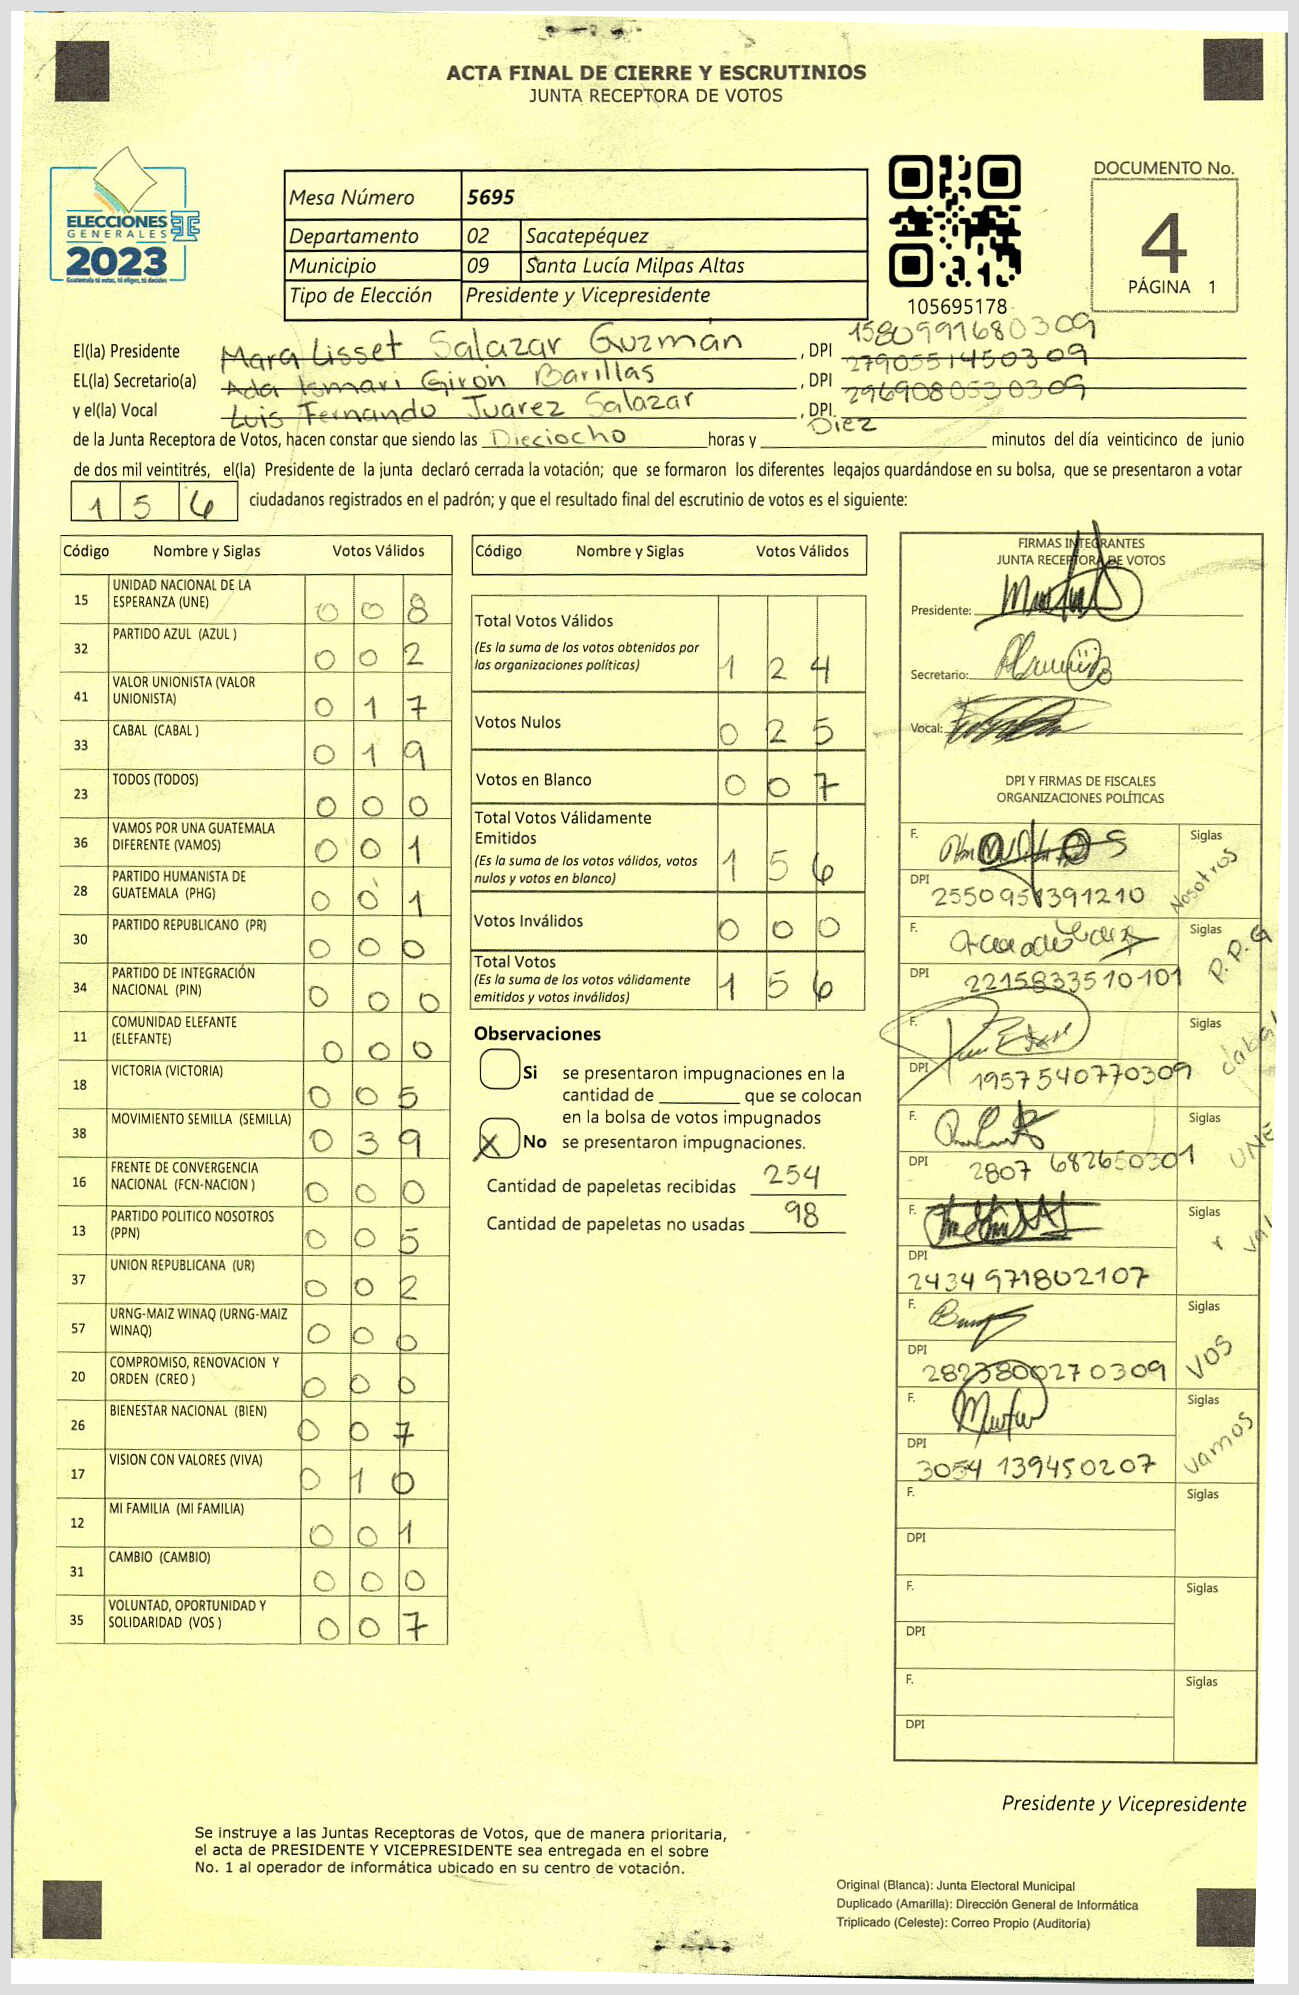 ACTA FINAL DE CIERRE Y ESCRUTINIOS
JUNTA RECEPTORA DE VOTOS
ELECCIONES
GENERALES
2023
Guatemala tú votas, tú eliges, tú decides
Mesa Número 5695
Departamento 02 Sacatepéquez
Municipio 09 Santa Lucía Milpas Altas
Tipo de Elección Presidente y Vicepresidente
105695178
DOCUMENTO No.
4
PÁGINA 1
El(la) Presidente Mara Lisset Salazar Guzmán , DPI 1580991680309
EL(la) Secretario(a) Ada Ismari Girón Barillas , DPI 2790551450309
y el(la) Vocal Luis Fernando Juarez Salazar , DPI. 2969080530309
de la Junta Receptora de Votos, hacen constar que siendo las Dieciocho horas y Diez minutos del día veinticinco de junio
de dos mil veintitrés, el(la) Presidente de la junta declaró cerrada la votación; que se formaron los diferentes legajos guardándose en su bolsa, que se presentaron a votar
1 5 6 ciudadanos registrados en el padrón; y que el resultado final del escrutinio de votos es el siguiente:
Código Nombre y Siglas Votos Válidos
15 UNIDAD NACIONAL DE LA ESPERANZA (UNE) 0 0 8
32 PARTIDO AZUL (AZUL ) 0 0 2
41 VALOR UNIONISTA (VALOR UNIONISTA) 0 1 7
33 CABAL (CABAL ) 0 1 9
23 TODOS (TODOS) 0 0 0
36 VAMOS POR UNA GUATEMALA DIFERENTE (VAMOS) 0 0 1
28 PARTIDO HUMANISTA DE GUATEMALA (PHG) 0 0 1
30 PARTIDO REPUBLICANO (PR) 0 0 0
34 PARTIDO DE INTEGRACIÓN NACIONAL (PIN) 0 0 0
11 COMUNIDAD ELEFANTE (ELEFANTE) 0 0 0
18 VICTORIA (VICTORIA) 0 0 5
38 MOVIMIENTO SEMILLA (SEMILLA) 0 3 9
16 FRENTE DE CONVERGENCIA NACIONAL (FCN-NACION ) 0 0 0
13 PARTIDO POLITICO NOSOTROS (PPN) 0 0 5
37 UNION REPUBLICANA (UR) 0 0 2
57 URNG-MAIZ WINAQ (URNG-MAIZ WINAQ) 0 0 0
20 COMPROMISO, RENOVACION Y ORDEN (CREO ) 0 0 0
26 BIENESTAR NACIONAL (BIEN) 0 0 7
17 VISION CON VALORES (VIVA) 0 1 0
12 MI FAMILIA (MI FAMILIA) 0 0 1
31 CAMBIO (CAMBIO) 0 0 0
35 VOLUNTAD, OPORTUNIDAD Y SOLIDARIDAD (VOS ) 0 0 7
Código Nombre y Siglas Votos Válidos
Total Votos Válidos
(Es la suma de los votos obtenidos por
las organizaciones políticas) 1 2 4
Votos Nulos 0 2 5
Votos en Blanco 0 0 7
Total Votos Válidamente
Emitidos
(Es la suma de los votos válidos, votos
nulos y votos en blanco) 1 5 6
Votos Inválidos 0 0 0
Total Votos
(Es la suma de los votos válidamente
emitidos y votos inválidos) 1 5 6
Observaciones
Si se presentaron impugnaciones en la
cantidad de ________ que se colocan
en la bolsa de votos impugnados
X No se presentaron impugnaciones.
Cantidad de papeletas recibidas 254
Cantidad de papeletas no usadas 98
FIRMAS INTEGRANTES
JUNTA RECEPTORA DE VOTOS
Presidente:
Secretario:
Vocal:
DPI Y FIRMAS DE FISCALES
ORGANIZACIONES POLÍTICAS
F. Siglas Nosotros
DPI
F. Siglas P.P.G
DPI 2215833510101
F. Siglas Cabal
DPI 1957540770309
F. Siglas UNE
DPI 2807 682650301
F. Siglas
DPI 2434 971802107
F. Siglas VOS
DPI 2823800270309
F. Siglas Vamos
DPI 3054 139450207
F. Siglas
DPI
F. Siglas
DPI
F. Siglas
DPI
Presidente y Vicepresidente
Se instruye a las Juntas Receptoras de Votos, que de manera prioritaria,
el acta de PRESIDENTE Y VICEPRESIDENTE sea entregada en el sobre
No. 1 al operador de informática ubicado en su centro de votación.
Original (Blanca): Junta Electoral Municipal
Duplicado (Amarilla): Dirección General de Informática
Triplicado (Celeste): Correo Propio (Auditoría)